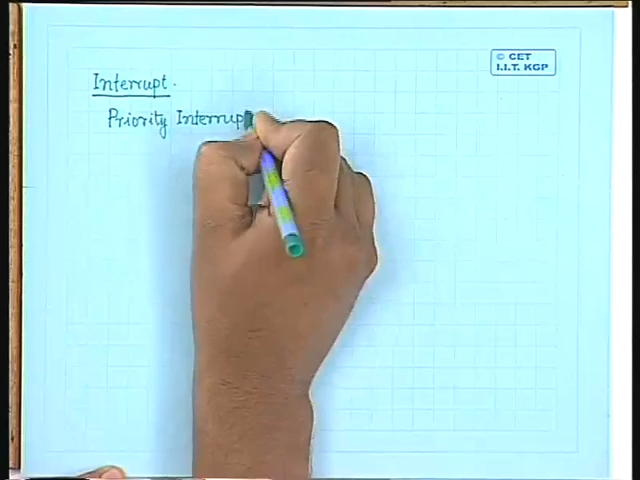 © CET
I.I.T. KGP
Interrupt.
Priority Interrup